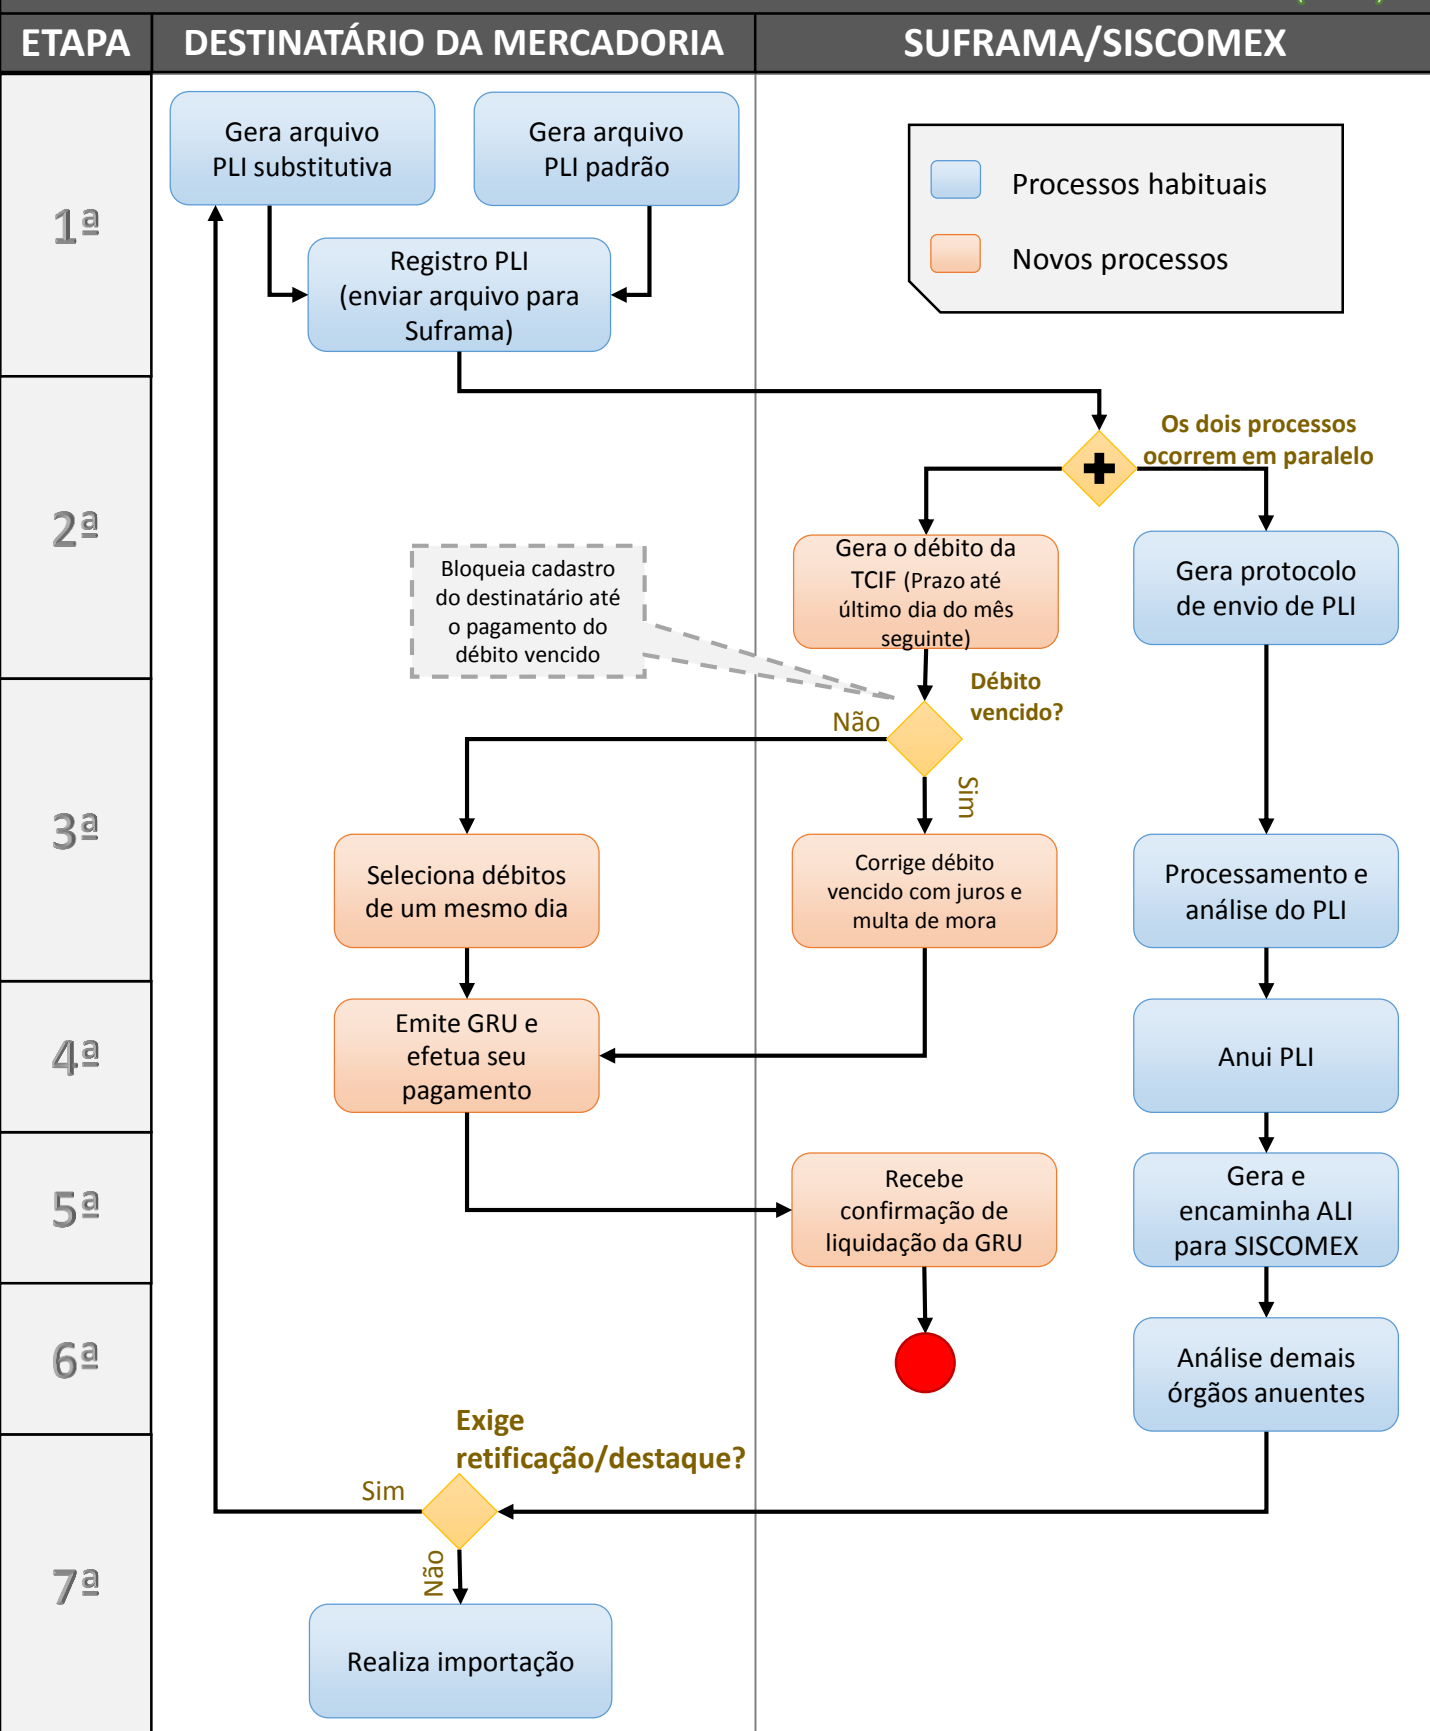 ETAPA
DESTINATÁRIO DA MERCADORIA
SUFRAMA/SISCOMEX
1ª
Gera arquivo
PLI substitutiva
Gera arquivo
PLI padrão
Registro PLI
(enviar arquivo para
Suframa)
Processos habituais
Novos processos
2ª
Os dois processos
ocorrem em paralelo
Bloqueia cadastro
do destinatário até
o pagamento do
débito vencido
Gera o débito da
TCIF (Prazo até
último dia do mês
seguinte)
Gera protocolo
de envio de PLI
3ª
Débito
vencido?
Não
Sim
Seleciona débitos
de um mesmo dia
Corrige débito
vencido com juros e
multa de mora
Processamento e
análise do PLI
4ª
Emite GRU e
efetua seu
pagamento
Anui PLI
5ª
Recebe
confirmação de
liquidação da GRU
Gera e
encaminha ALI
para SISCOMEX
6ª
Análise demais
órgãos anuentes
Exige
retificação/destaque?
7ª
Sim
Não
Realiza importação